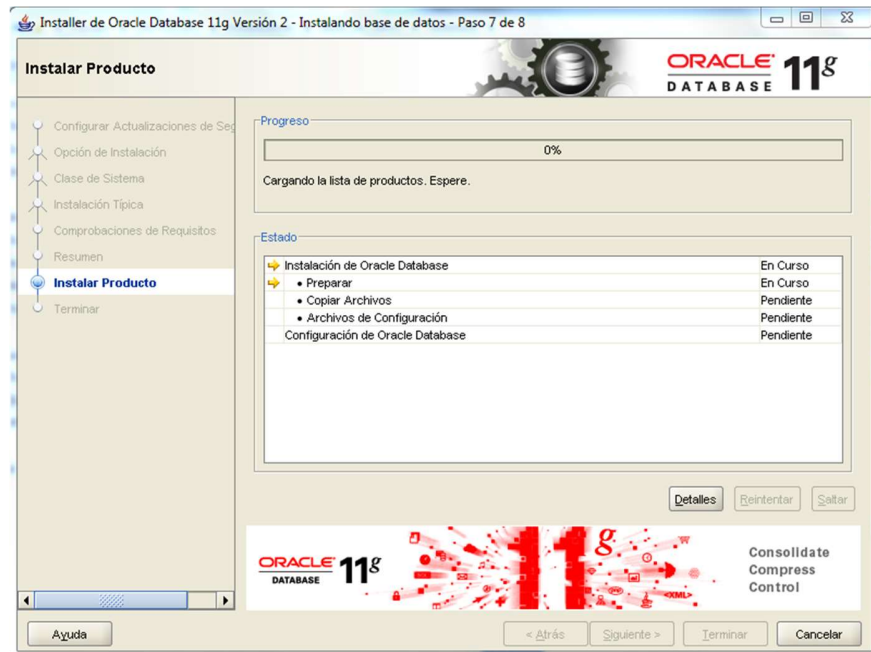 Installer de Oracle Database 11g Versión 2 - Instalando base de datos - Paso 7 de 8
Instalar Producto
ORACLE DATABASE 11g
Configurar Actualizaciones de Seg
Opción de Instalación
Clase de Sistema
Instalación Típica
Comprobaciones de Requisitos
Resumen
Instalar Producto
Terminar
Progreso
0%
Cargando la lista de productos. Espere.
Estado
Instalación de Oracle Database En Curso
• Preparar En Curso
• Copiar Archivos Pendiente
• Archivos de Configuración Pendiente
Configuración de Oracle Database Pendiente
Detalles Reintentar Saltar
ORACLE DATABASE 11g
11g
<XML>
Consolidate
Compress
Control
Ayuda < Atrás Siguiente > Terminar Cancelar